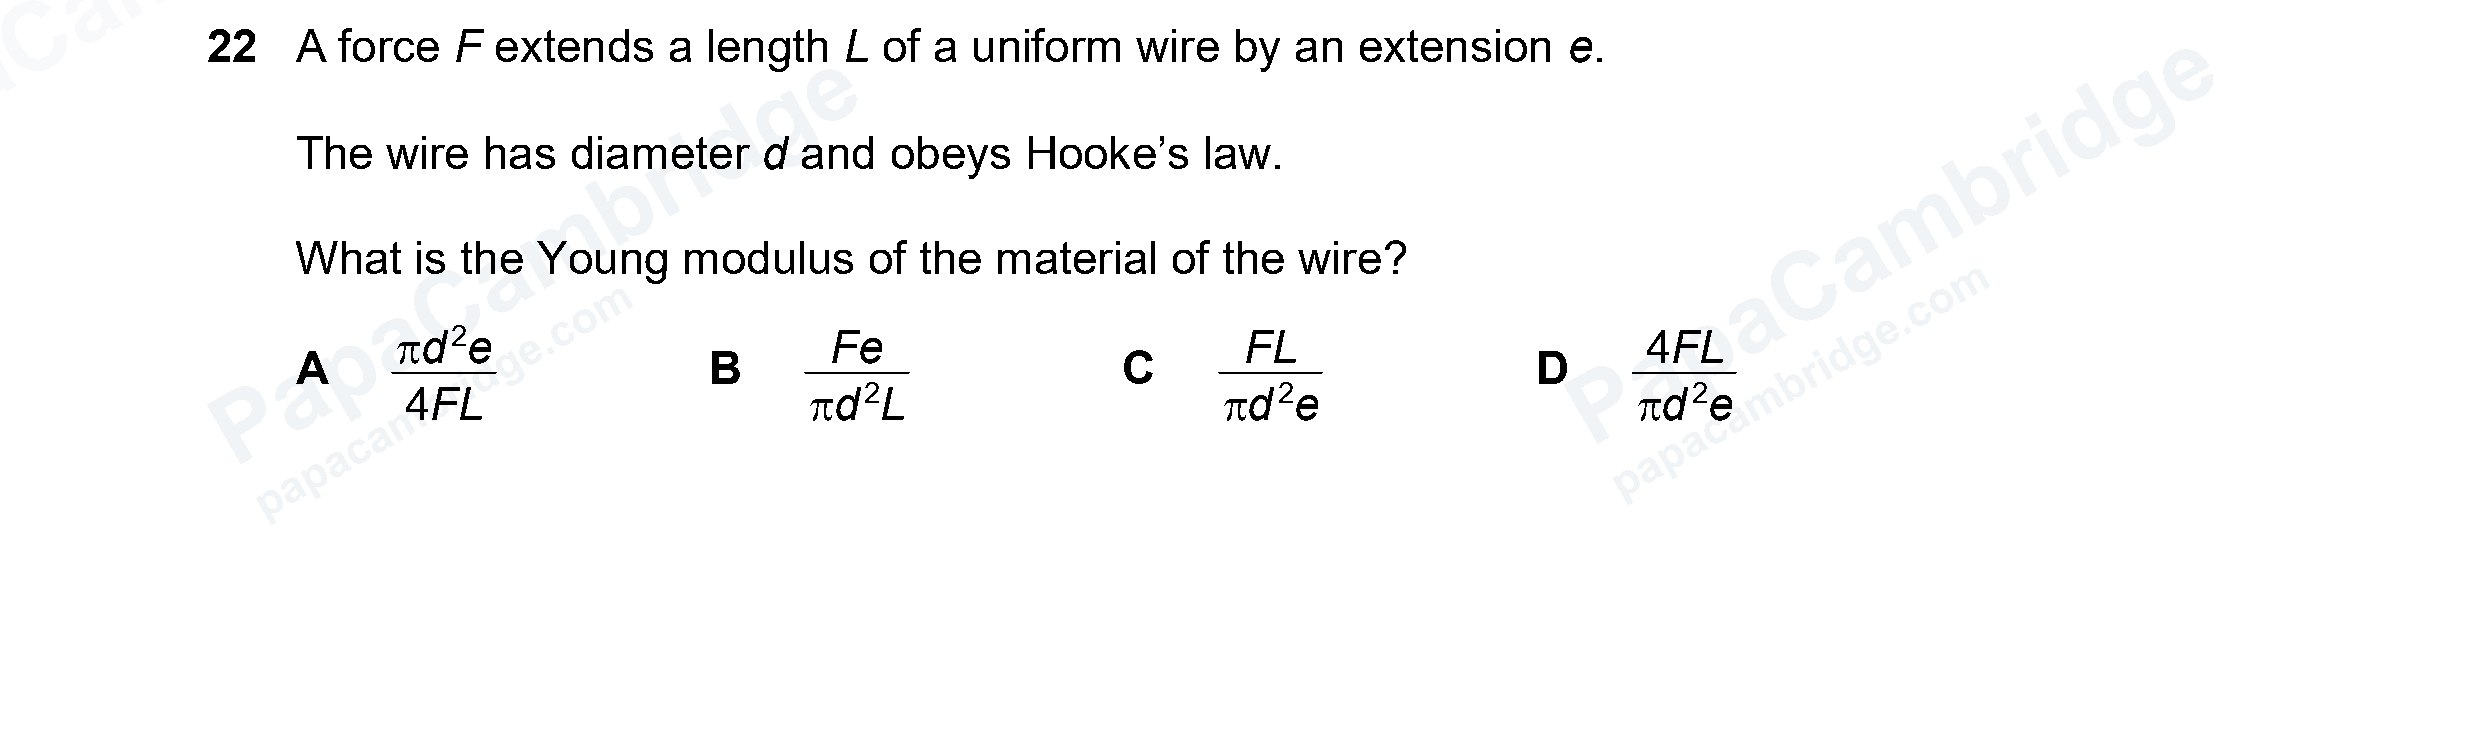 22 A force F extends a length L of a uniform wire by an extension e.
The wire has diameter d and obeys Hooke's law.
What is the Young modulus of the material of the wire?
A πd²e/4FL B Fe/πd²L C FL/πd²e D 4FL/πd²e
PapaCambridge
papacambridge.com
PapaCambridge
papacambridge.com